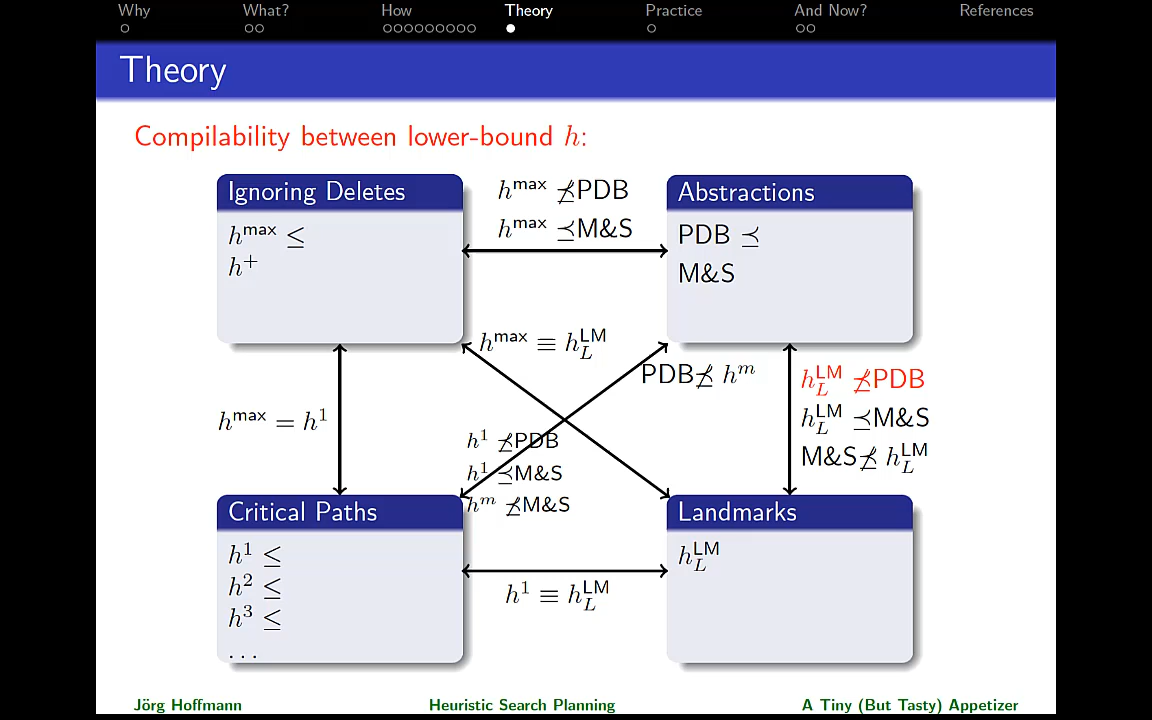 Why What? How Theory Practice And Now? References
Theory
Compilability between lower-bound h:
Ignoring Deletes
h^max ≤
h^+
h^max ⋠PDB
h^max ⪯M&S
Abstractions
PDB ⪯
M&S
h^max ≡ h_L^LM
PDB⋠ h^m
h^max = h^1
h_L^LM ⋠PDB
h_L^LM ⪯M&S
M&S⋠ h_L^LM
h^1 ⋠PDB
h^1 ⪯M&S
h^m ⋠M&S
Critical Paths
h^1 ≤
h^2 ≤
h^3 ≤
. . .
h^1 ≡ h_L^LM
Landmarks
h_L^LM
Jörg Hoffmann Heuristic Search Planning A Tiny (But Tasty) Appetizer